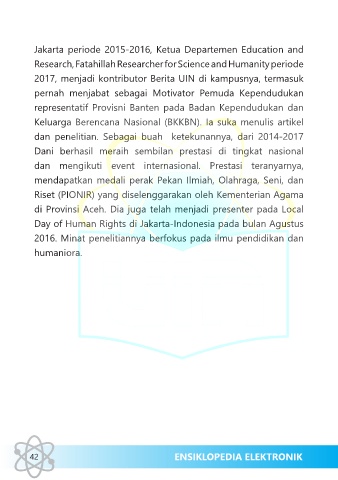 Jakarta periode 2015-2016, Ketua Departemen Education and
Research, Fatahillah Researcher for Science and Humanity periode
2017, menjadi kontributor Berita UIN di kampusnya, termasuk
pernah menjabat sebagai Motivator Pemuda Kependudukan
representatif Provisni Banten pada Badan Kependudukan dan
Keluarga Berencana Nasional (BKKBN). Ia suka menulis artikel
dan penelitian. Sebagai buah ketekunannya, dari 2014-2017
Dani berhasil meraih sembilan prestasi di tingkat nasional
dan mengikuti event internasional. Prestasi teranyarnya,
mendapatkan medali perak Pekan Ilmiah, Olahraga, Seni, dan
Riset (PIONIR) yang diselenggarakan oleh Kementerian Agama
di Provinsi Aceh. Dia juga telah menjadi presenter pada Local
Day of Human Rights di Jakarta-Indonesia pada bulan Agustus
2016. Minat penelitiannya berfokus pada ilmu pendidikan dan
humaniora.
42
ENSIKLOPEDIA ELEKTRONIK